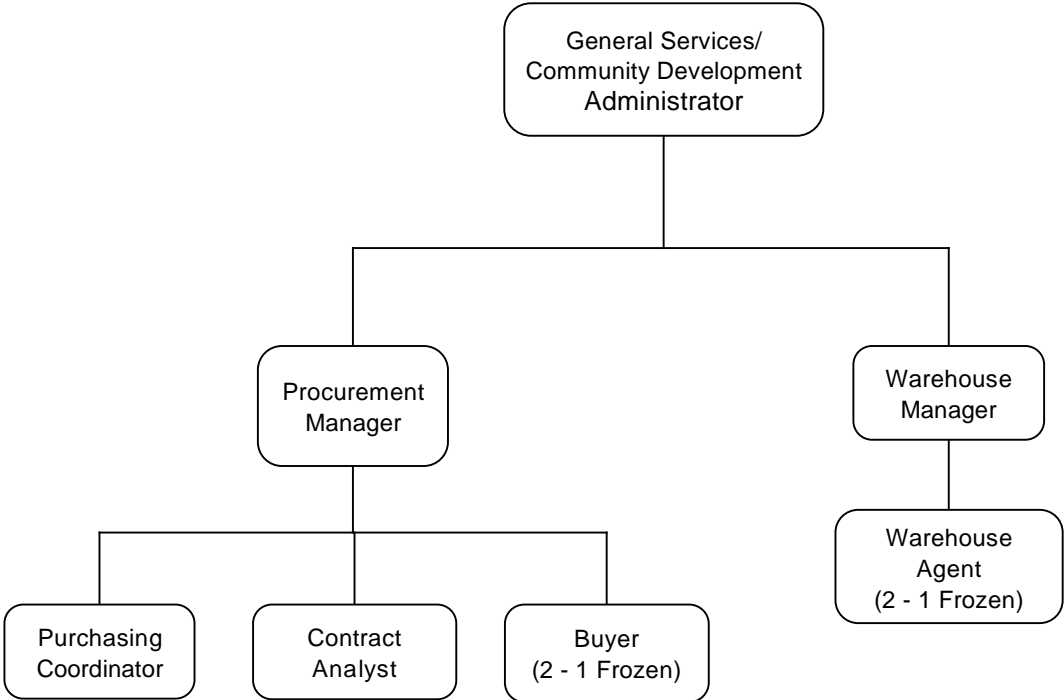 General Services/
Community Development
Administrator
Procurement
Manager
Warehouse
Manager
Warehouse
Agent
(2 - 1 Frozen)
Purchasing
Coordinator
Contract
Analyst
Buyer
(2 - 1 Frozen)